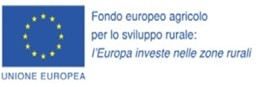 Fondo europeo agricolo
per lo sviluppo rurale:
l'Europa investe nelle zone rurali
UNIONE EUROPEA